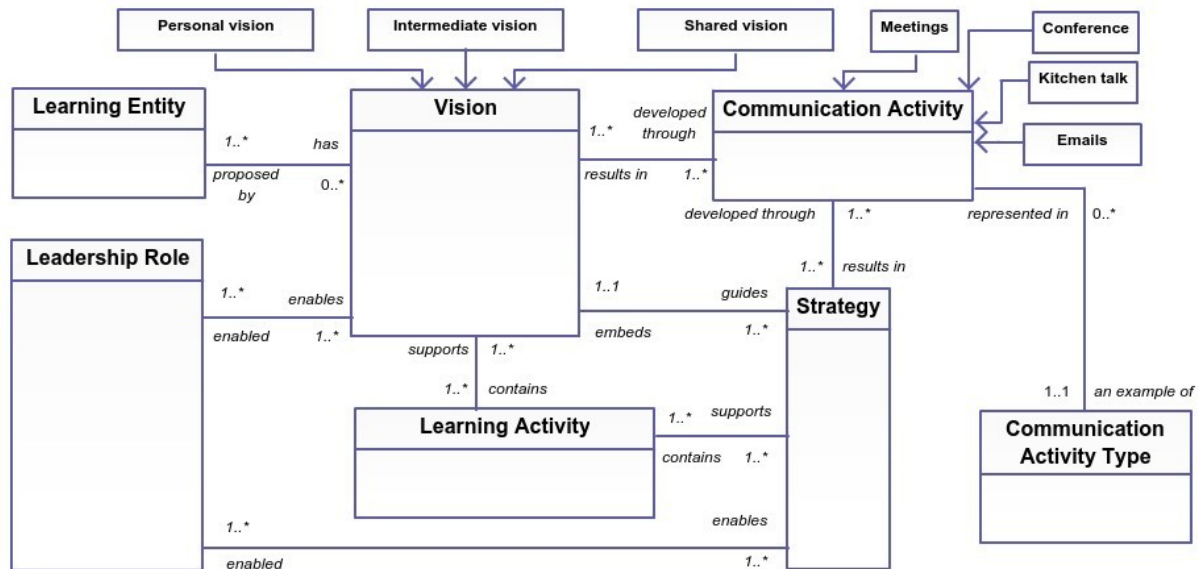 Personal vision
Intermediate vision
Shared vision
Meetings
Conference
Kitchen talk
Emails
Learning Entity
Vision
Communication Activity
1..*
has
proposed
by
0..*
1..*
developed
through
results in
1..*
developed through
1..*
represented in
0..*
Leadership Role
1..*
enables
enabled
1..*
1..1
guides
embeds
1..*
1..*
results in
Strategy
supports
1..*
1..*
contains
Learning Activity
1..*
supports
contains
1..*
1..1
an example of
Communication
Activity Type
1..*
enables
enabled
1..*